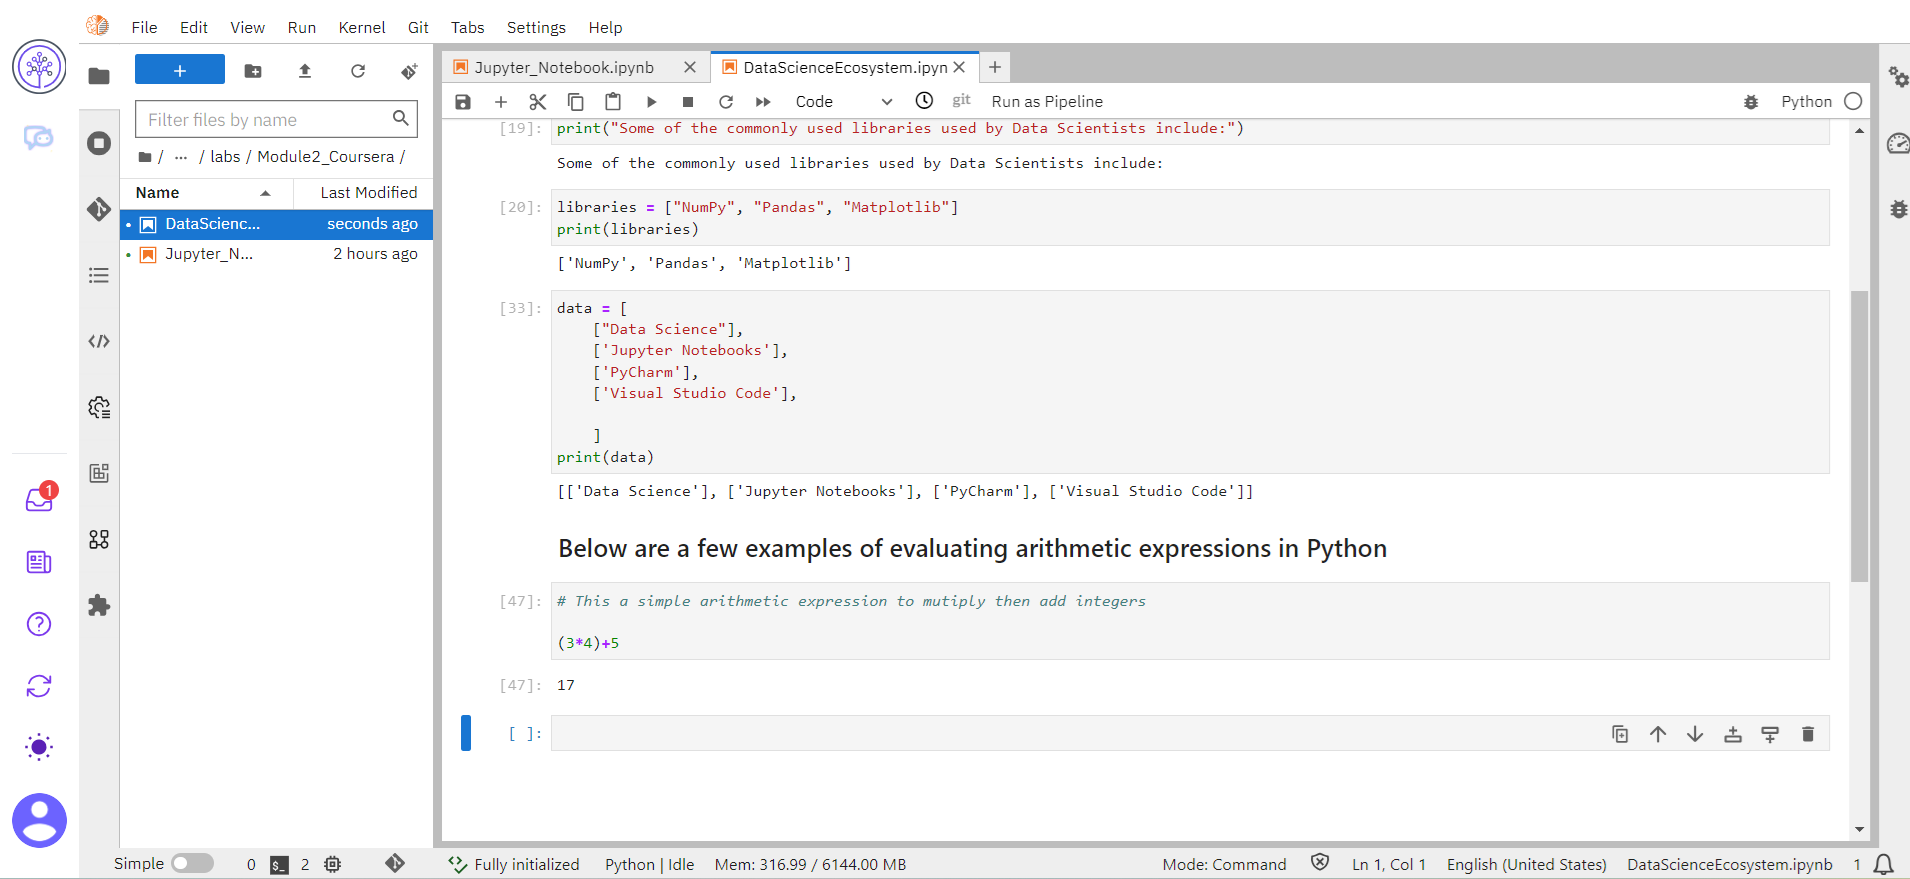 File Edit View Run Kernel Git Tabs Settings Help
+
Filter files by name
/ ... / labs / Module2_Coursera /
Name Last Modified
DataScienc... seconds ago
Jupyter_N... 2 hours ago
1
Jupyter_Notebook.ipynb DataScienceEcosystem.ipyn
Code git Run as Pipeline Python
[19]: print("Some of the commonly used libraries used by Data Scientists include:")
Some of the commonly used libraries used by Data Scientists include:
[20]: libraries = ["NumPy", "Pandas", "Matplotlib"]
print(libraries)
['NumPy', 'Pandas', 'Matplotlib']
[33]: data = [
["Data Science"],
['Jupyter Notebooks'],
['PyCharm'],
['Visual Studio Code'],
]
print(data)
[['Data Science'], ['Jupyter Notebooks'], ['PyCharm'], ['Visual Studio Code']]
Below are a few examples of evaluating arithmetic expressions in Python
[47]: # This a simple arithmetic expression to mutiply then add integers
(3*4)+5
[47]: 17
[ ]:
Simple 0 $_ 2 Fully initialized Python | Idle Mem: 316.99 / 6144.00 MB Mode: Command Ln 1, Col 1 English (United States) DataScienceEcosystem.ipynb 1